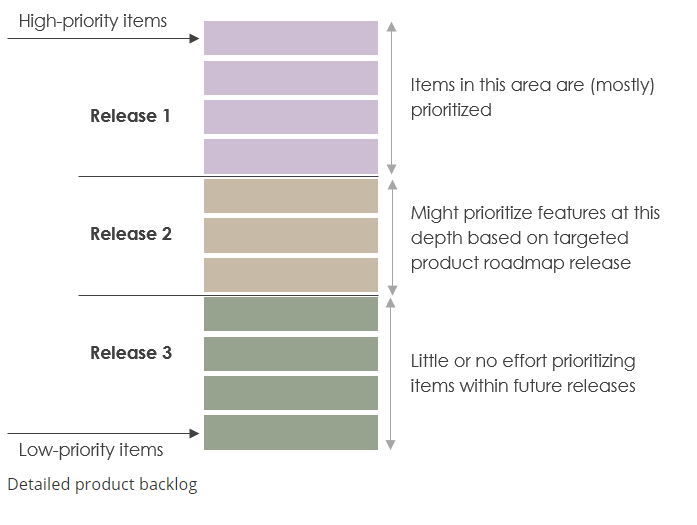 High-priority items
Release 1
Items in this area are (mostly)
prioritized
Release 2
Might prioritize features at this
depth based on targeted
product roadmap release
Release 3
Little or no effort prioritizing
items within future releases
Low-priority items
Detailed product backlog